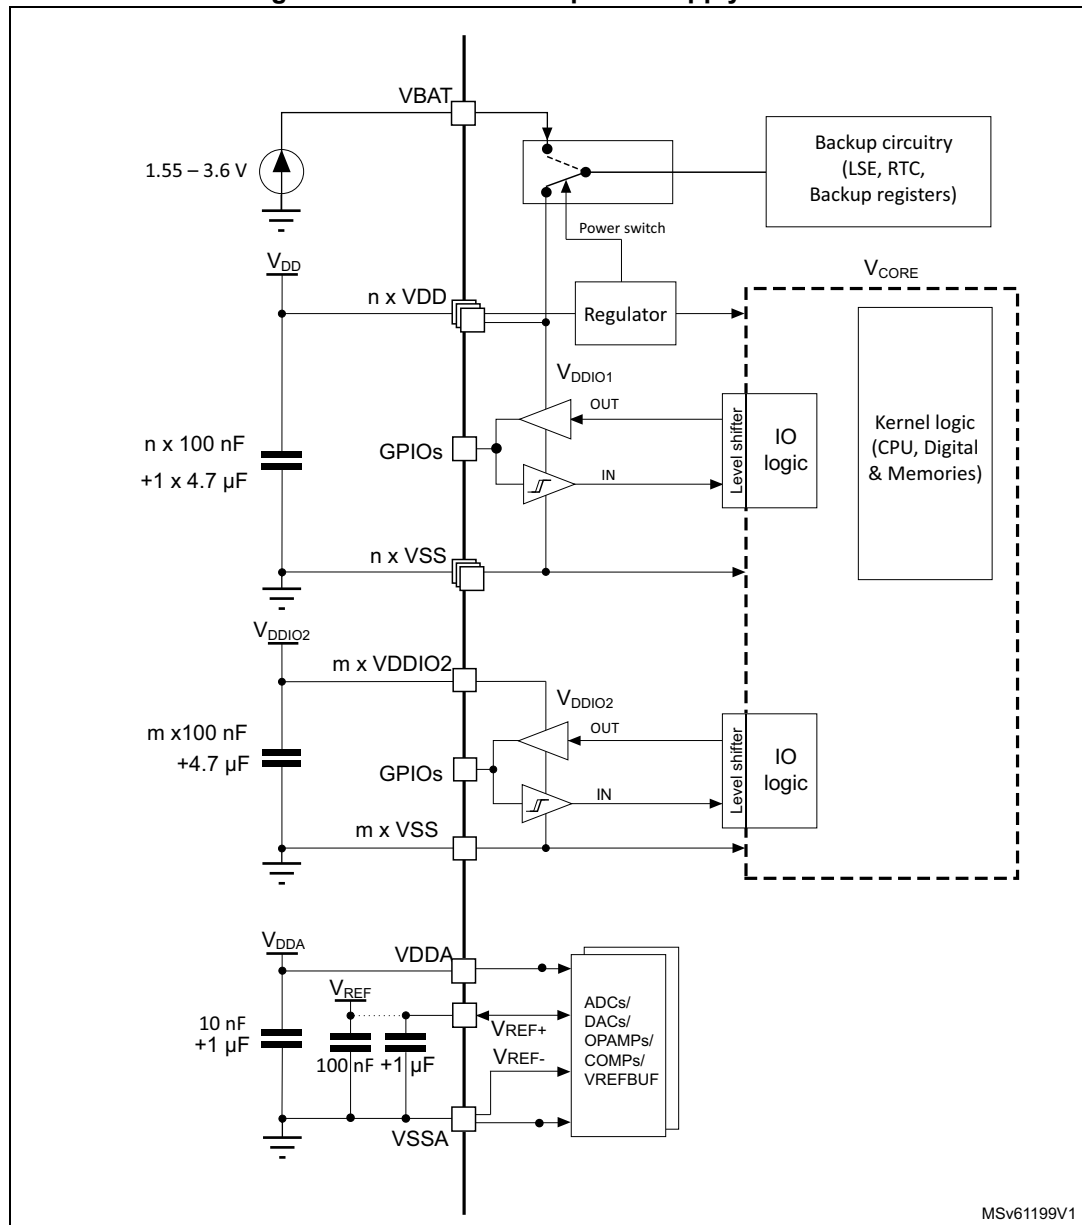 VBAT
Backup circuitry
(LSE, RTC,
Backup registers)
1.55 – 3.6 V
Power switch
VDD
n x VDD
Regulator
VCORE
VDDIO1
OUT
n x 100 nF
+1 x 4.7 µF
GPIOs
IN
Level shifter
IO
logic
Kernel logic
(CPU, Digital
& Memories)
n x VSS
VDDIO2
m x VDDIO2
VDDIO2
OUT
m x100 nF
+4.7 µF
GPIOs
IN
Level shifter
IO
logic
m x VSS
VDDA
VDDA
VREF
10 nF
+1 µF
100 nF
+1 µF
VREF+
VREF-
ADCs/
DACs/
OPAMPs/
COMPs/
VREFBUF
VSSA
MSv61199V1